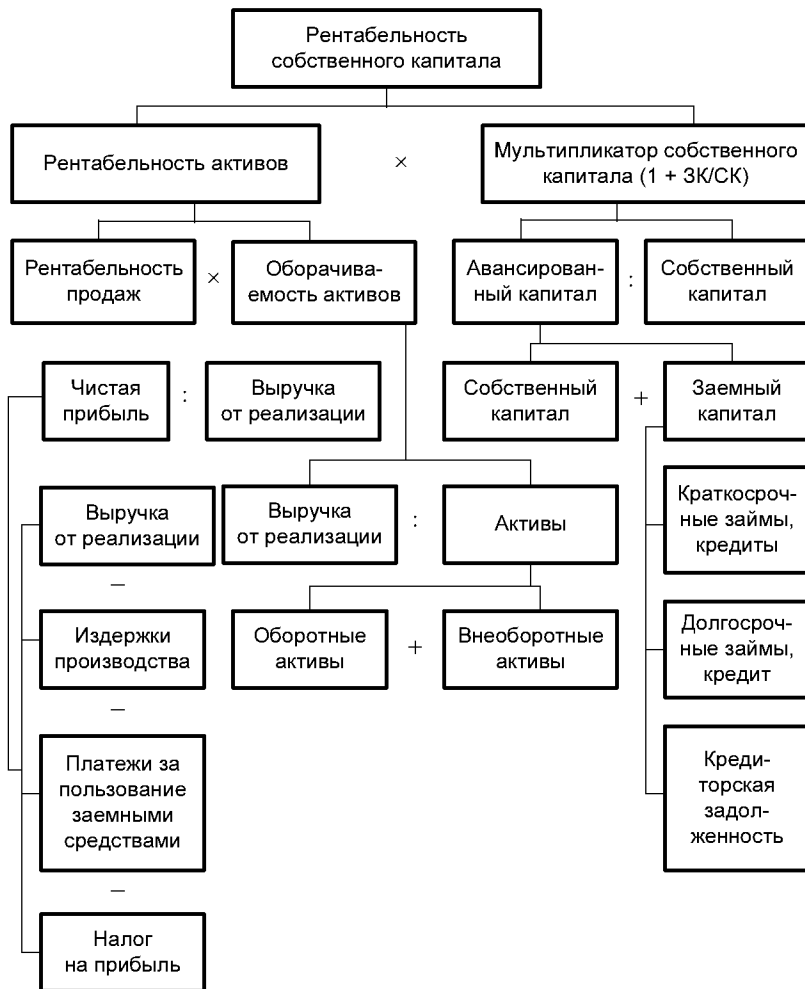 Рентабельность
собственного капитала
Рентабельность активов
×
Мультипликатор собственного
капитала (1 + ЗК/СК)
Рентабельность
продаж
×
Оборачива-
емость активов
Авансирован-
ный капитал
:
Собственный
капитал
Чистая
прибыль
:
Выручка
от реализации
Собственный
капитал
+
Заемный
капитал
Выручка
от реализации
Выручка
от реализации
:
Активы
Краткосроч-
ные займы,
кредиты
–
Издержки
производства
Оборотные
активы
+
Внеоборотные
активы
Долгосроч-
ные займы,
кредит
–
Платежи за
пользование
заемными
средствами
Креди-
торская
задол-
женность
–
Налог
на прибыль